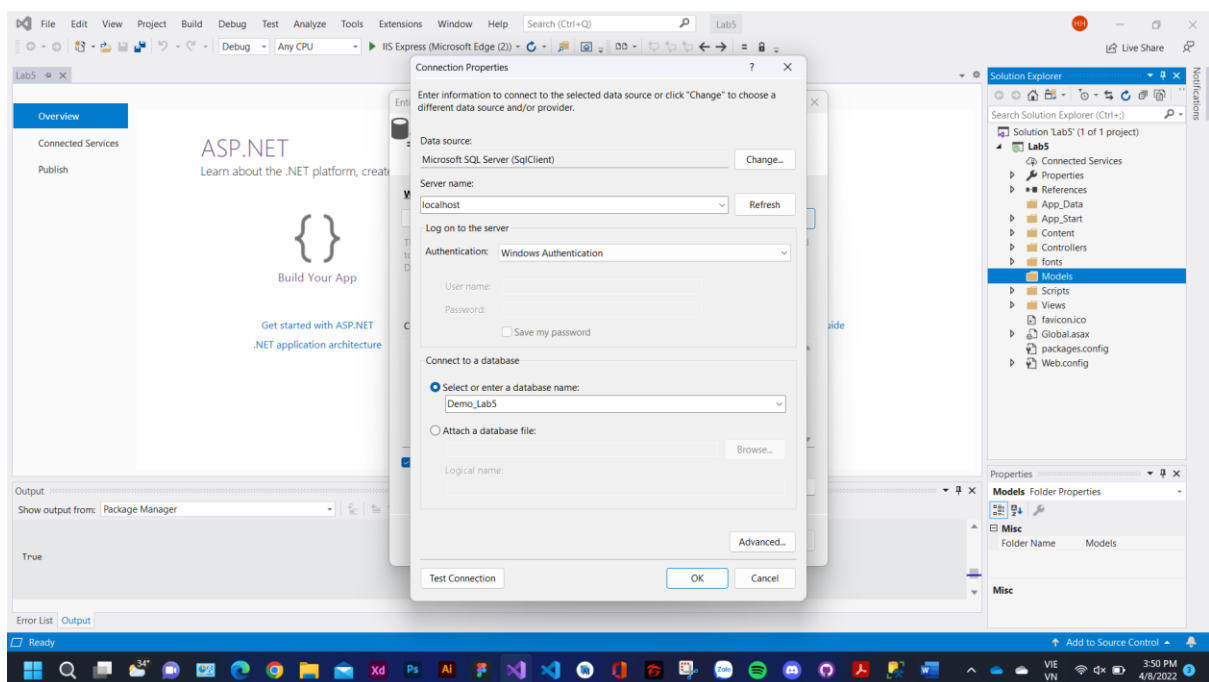 File Edit View Project Build Debug Test Analyze Tools Extensions Window Help Search (Ctrl+Q) Lab5 HH
Debug Any CPU IIS Express (Microsoft Edge (2)) Live Share
Lab5
Overview
Connected Services
Publish
ASP.NET
Learn about the .NET platform, create
{ }
Build Your App
Get started with ASP.NET
.NET application architecture
Connection Properties ? ×
Enter information to connect to the selected data source or click "Change" to choose a
different data source and/or provider.
Data source:
Microsoft SQL Server (SqlClient) Change...
Server name:
localhost Refresh
Log on to the server
Authentication: Windows Authentication
User name:
Password:
Save my password
Connect to a database
Select or enter a database name:
Demo_Lab5
Attach a database file:
Browse...
Logical name:
Advanced...
Test Connection OK Cancel
Solution Explorer
Search Solution Explorer (Ctrl+;)
Solution 'Lab5' (1 of 1 project)
Lab5
Connected Services
Properties
References
App_Data
App_Start
Content
Controllers
fonts
Models
Scripts
Views
favicon.ico
Global.asax
packages.config
Web.config
Notifications
Properties
Models Folder Properties
Misc
Folder Name Models
Misc
Output
Show output from: Package Manager
True
Error List Output
Ready Add to Source Control
Xd Ps Ai Zalo
34°
VIE
VN
3:50 PM
4/8/2022
3